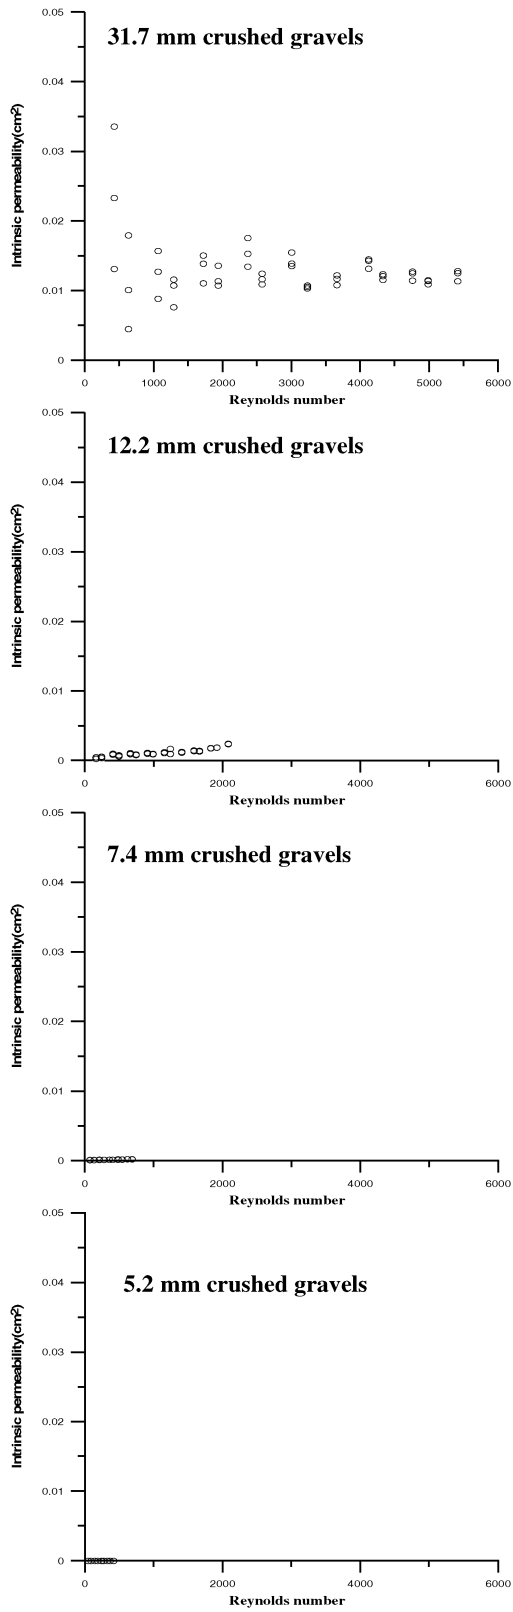 31.7 mm crushed gravels
Intrinsic permeability(cm²)
0.05
0.04
0.03
0.02
0.01
0
0 1000 2000 3000 4000 5000 6000
Reynolds number
12.2 mm crushed gravels
Intrinsic permeability(cm²)
0.05
0.04
0.03
0.02
0.01
0
0 2000 4000 6000
Reynolds number
7.4 mm crushed gravels
Intrinsic permeability(cm²)
0.05
0.04
0.03
0.02
0.01
0
0 2000 4000 6000
Reynolds number
5.2 mm crushed gravels
Intrinsic permeability(cm²)
0.05
0.04
0.03
0.02
0.01
0
0 2000 4000 6000
Reynolds number